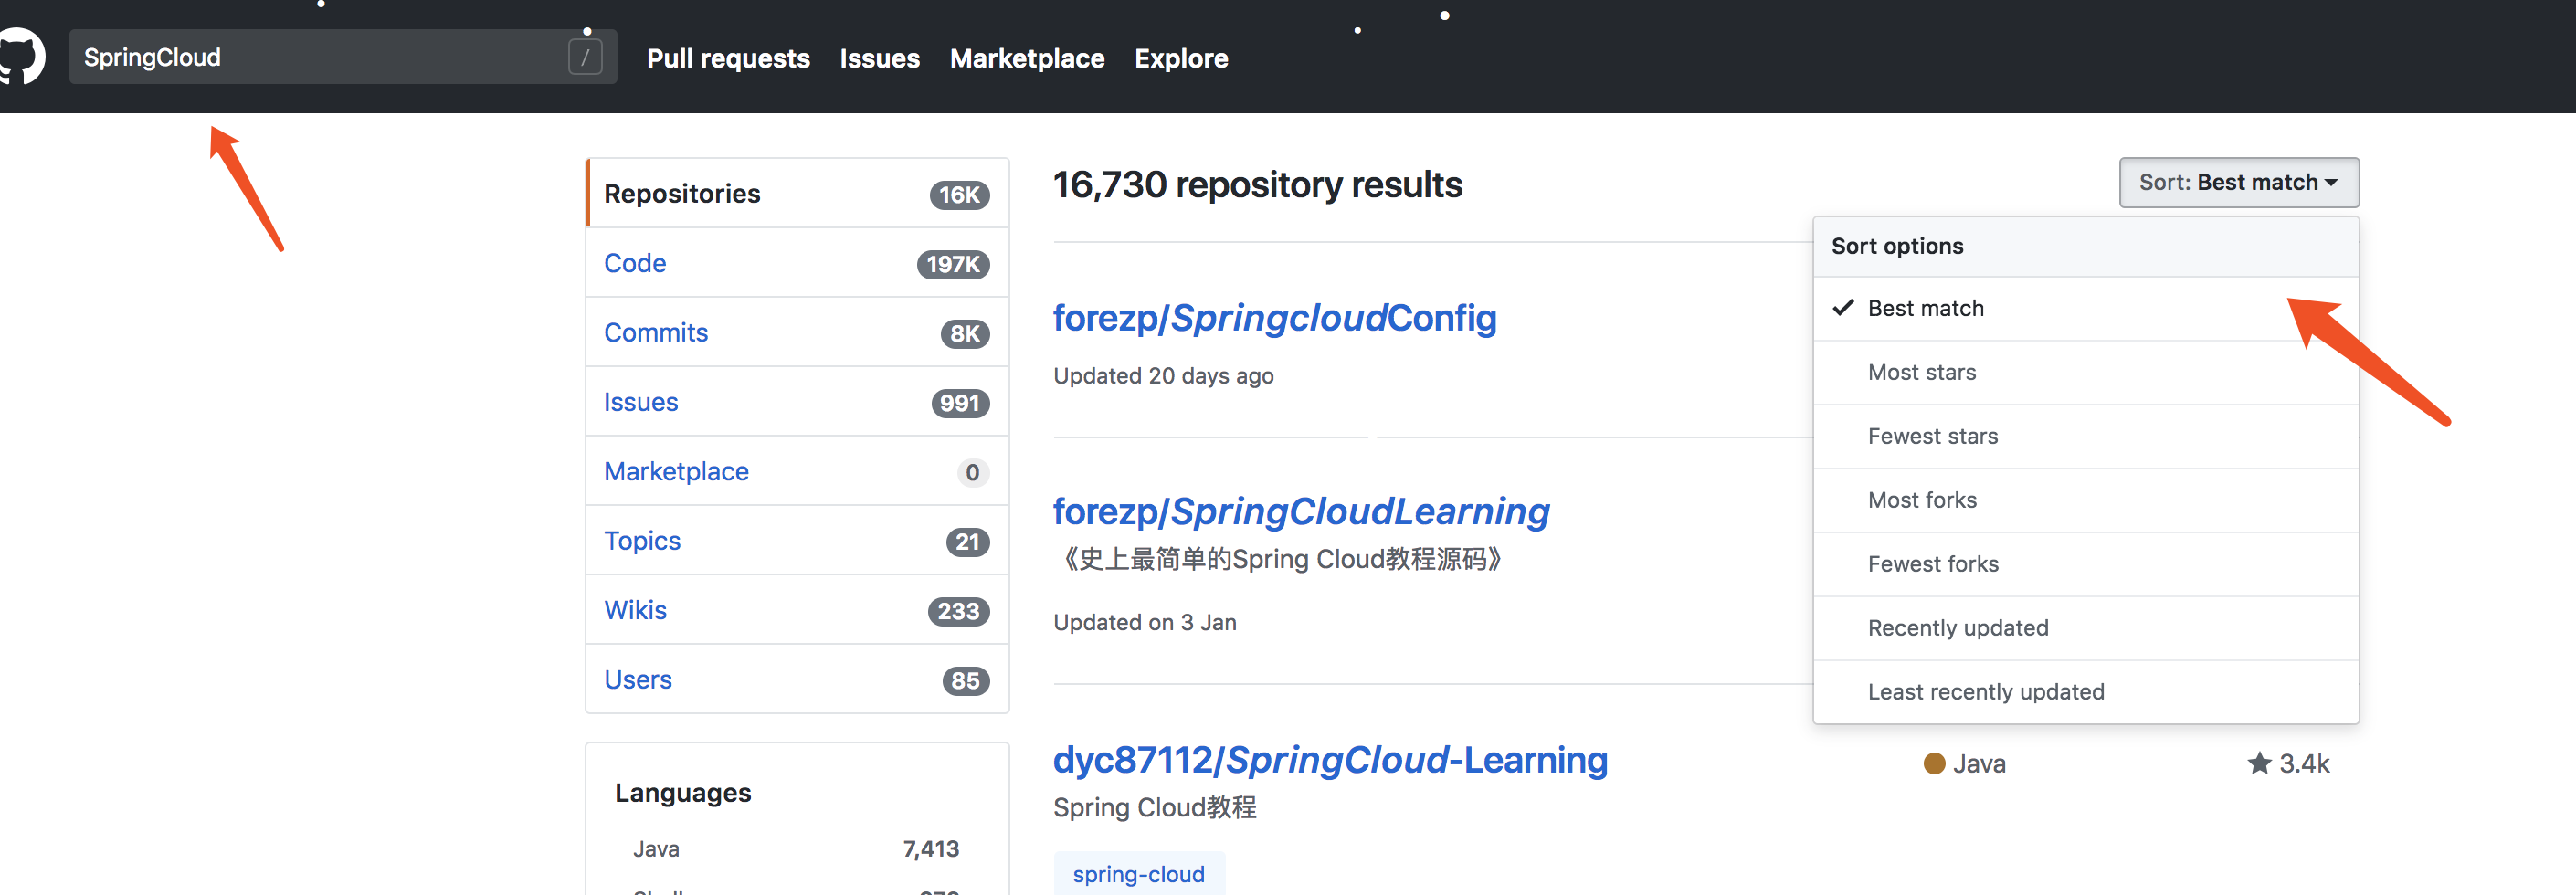 SpringCloud /
Pull requests Issues Marketplace Explore
Repositories 16K
Code 197K
Commits 8K
Issues 991
Marketplace 0
Topics 21
Wikis 233
Users 85
Languages
Java 7,413
16,730 repository results
Sort: Best match
Sort options
Best match
Most stars
Fewest stars
Most forks
Fewest forks
Recently updated
Least recently updated
forezp/SpringcloudConfig
Updated 20 days ago
forezp/SpringCloudLearning
《史上最简单的Spring Cloud教程源码》
Updated on 3 Jan
dyc87112/SpringCloud-Learning
Java 3.4k
Spring Cloud教程
spring-cloud